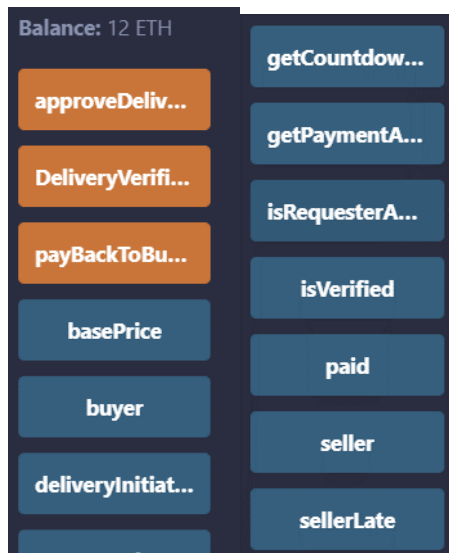 Balance: 12 ETH
approveDeliv...
DeliveryVerifi...
payBackToBu...
basePrice
buyer
deliveryInitiat...
getCountdow...
getPaymentA...
isRequesterA...
isVerified
paid
seller
sellerLate